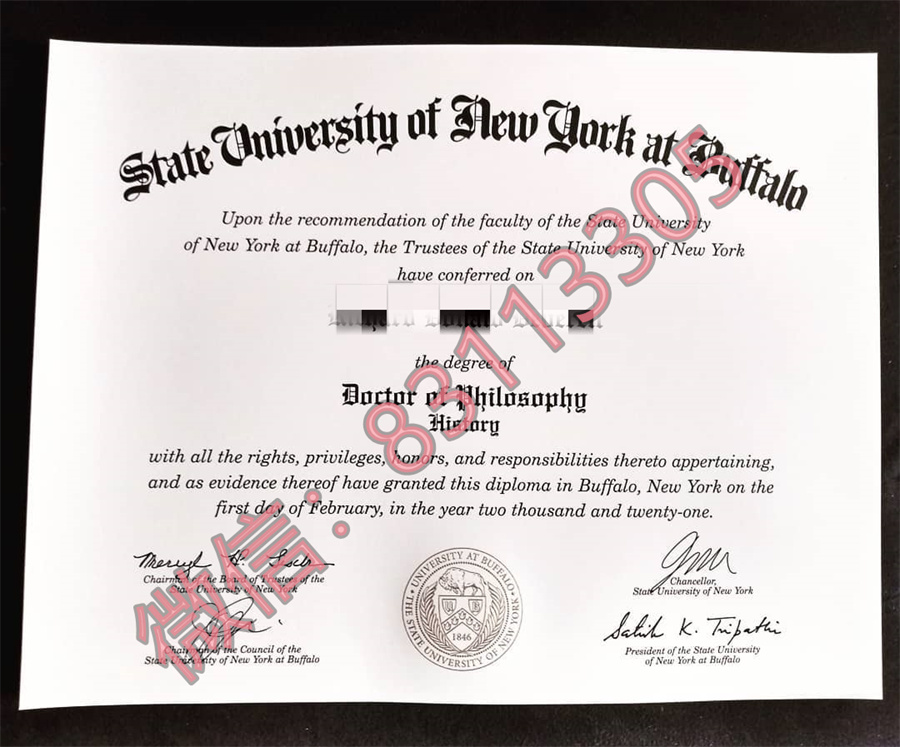 State University of New York at Buffalo
Upon the recommendation of the faculty of the State University
of New York at Buffalo, the Trustees of the State University of New York
have conferred on
the degree of
Doctor of Philosophy
History
with all the rights, privileges, honors, and responsibilities thereto appertaining,
and as evidence thereof have granted this diploma in Buffalo, New York on the
first day of February, in the year two thousand and twenty-one.
Chairman of the Board of Trustees of the
State University of New York
Chancellor,
State University of New York
Chairman of the Council of the
State University of New York at Buffalo
Satish K. Tripathi
President of the State University
of New York at Buffalo
UNIVERSITY AT BUFFALO
THE STATE UNIVERSITY OF NEW YORK
1846
微信：83113305